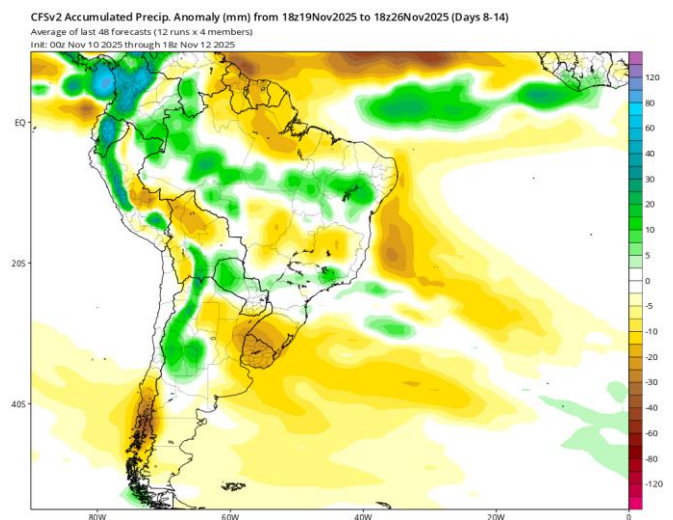 CFSv2 Accumulated Precip. Anomaly (mm) from 18z19Nov2025 to 18z26Nov2025 (Days 8-14)
Average of last 48 forecasts (12 runs x 4 members)
Init: 00z Nov 10 2025 through 18z Nov 12 2025
EQ
20S
40S
80W
60W
40W
20W
0
120
80
60
40
30
20
10
5
0
-5
-10
-20
-30
-40
-60
-80
-120